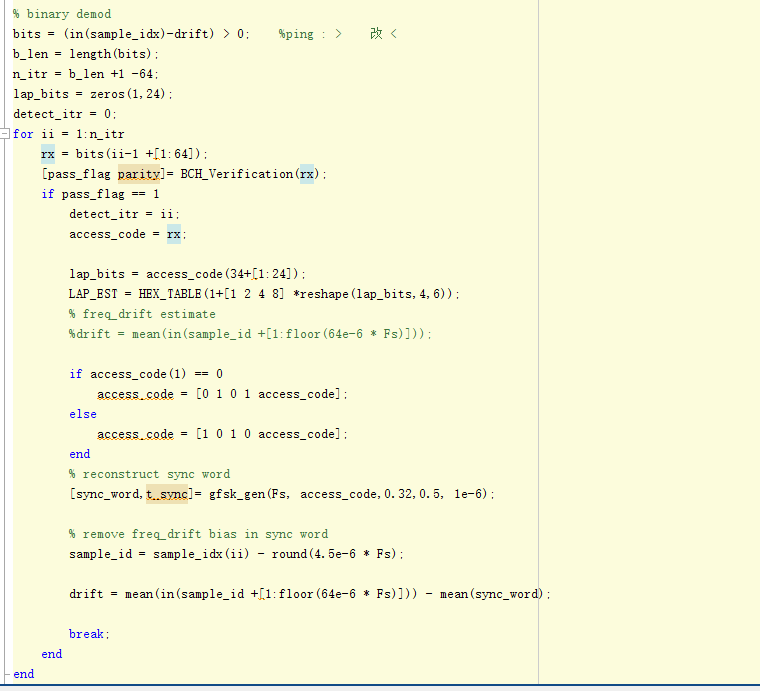 % binary demod
bits = (in(sample_idx)-drift) > 0;    %ping : >    改 <
b_len = length(bits);
n_itr = b_len +1 -64;
lap_bits = zeros(1,24);
detect_itr = 0;
for ii = 1:n_itr
    rx = bits(ii-1 +[1:64]);
    [pass_flag parity]= BCH_Verification(rx);
    if pass_flag == 1
        detect_itr = ii;
        access_code = rx;

        lap_bits = access_code(34+[1:24]);
        LAP_EST = HEX_TABLE(1+[1 2 4 8] *reshape(lap_bits,4,6));
        % freq_drift estimate
        %drift = mean(in(sample_id +[1:floor(64e-6 * Fs)]));

        if access_code(1) == 0
            access_code = [0 1 0 1 access_code];
        else
            access_code = [1 0 1 0 access_code];
        end
        % reconstruct sync word
        [sync_word,t_sync]= gfsk_gen(Fs, access_code,0.32,0.5, 1e-6);

        % remove freq_drift bias in sync word
        sample_id = sample_idx(ii) - round(4.5e-6 * Fs);

        drift = mean(in(sample_id +[1:floor(64e-6 * Fs)])) - mean(sync_word);

        break;
    end
end